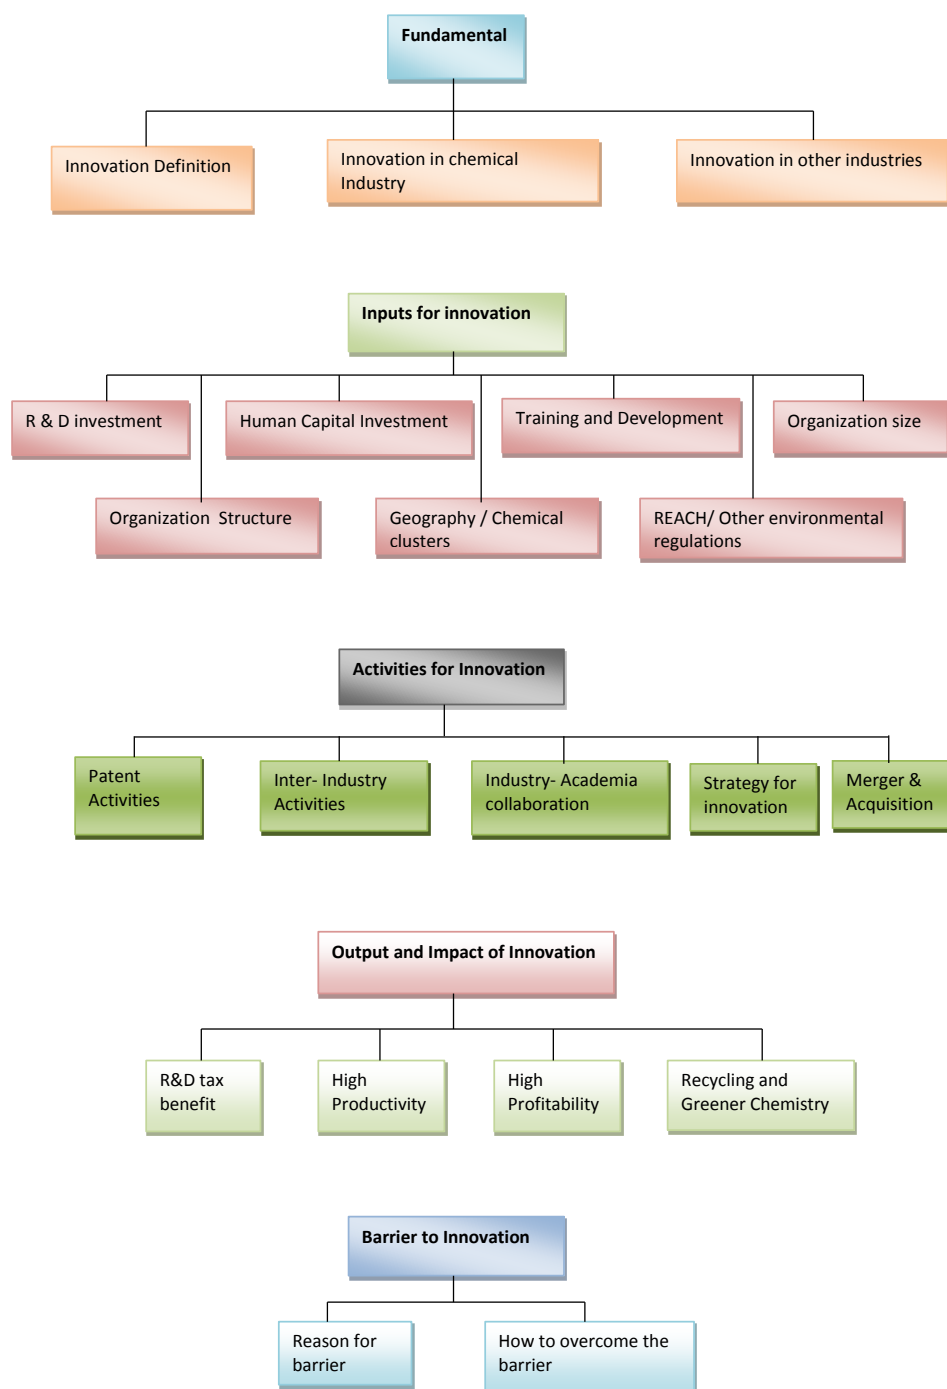 Fundamental
Innovation Definition
Innovation in chemical
Industry
Innovation in other industries
Inputs for innovation
R & D investment
Human Capital Investment
Training and Development
Organization size
Organization  Structure
Geography / Chemical
clusters
REACH/ Other environmental
regulations
Activities for Innovation
Patent
Activities
Inter- Industry
Activities
Industry- Academia
collaboration
Strategy for
innovation
Merger &
Acquisition
Output and Impact of Innovation
R&D tax
benefit
High
Productivity
High
Profitability
Recycling and
Greener Chemistry
Barrier to Innovation
Reason for
barrier
How to overcome the
barrier